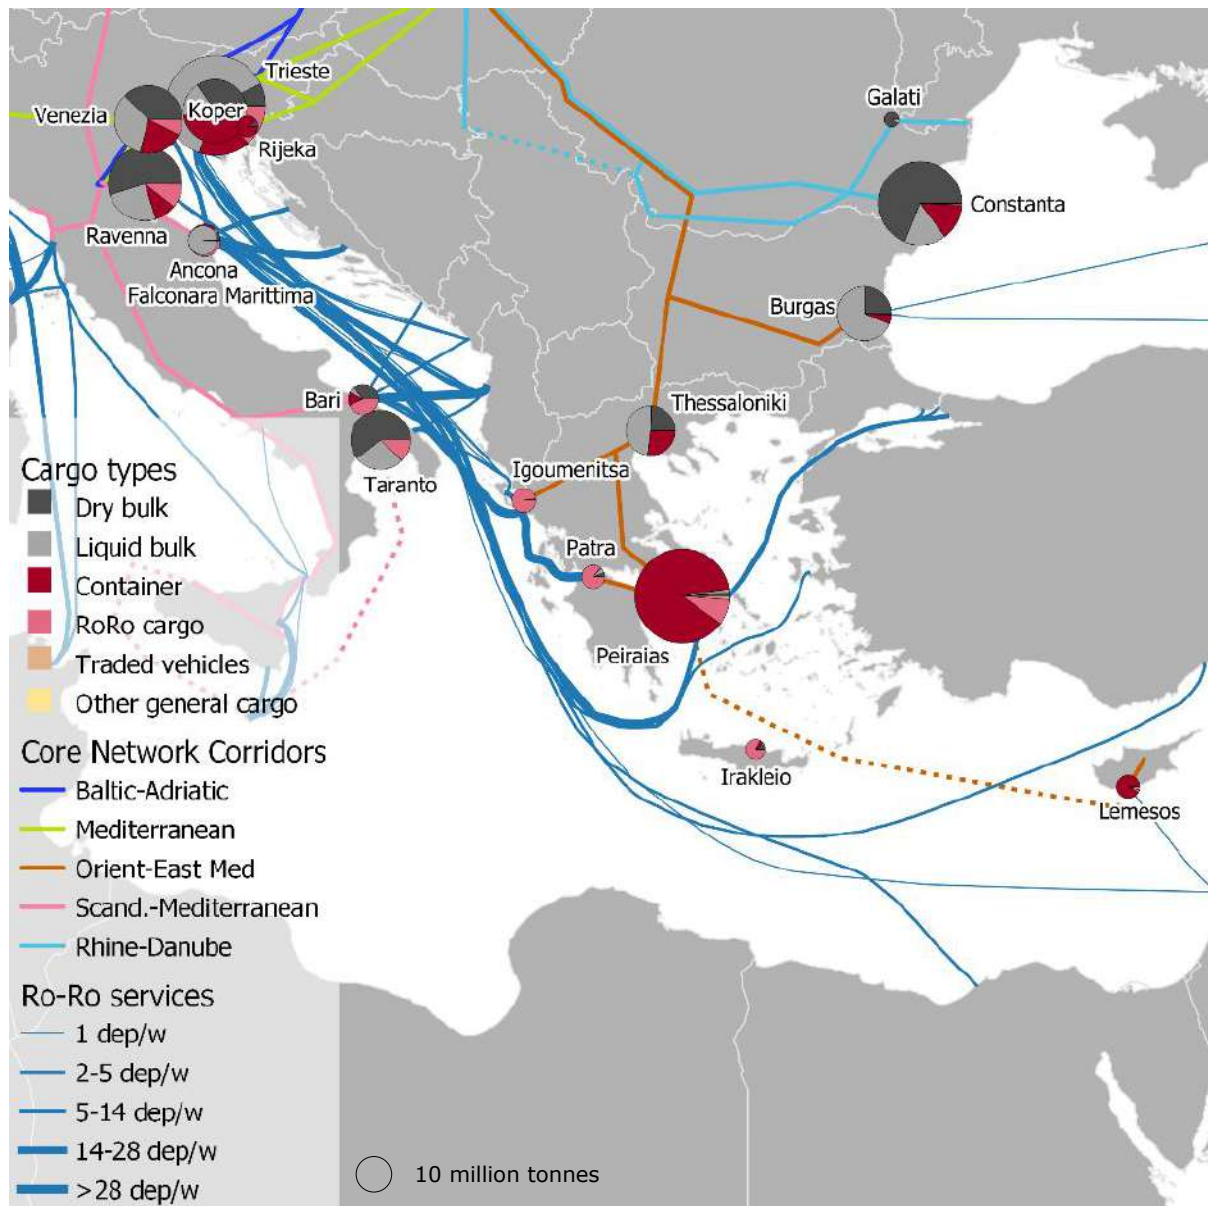 Trieste
Venezia
Koper
Rijeka
Galati
Constanta
Ravenna
Ancona
Falconara Marittima
Burgas
Bari
Thessaloniki
Taranto
Igoumenitsa
Patra
Peiraias
Irakleio
Lemesos
Cargo types
Dry bulk
Liquid bulk
Container
RoRo cargo
Traded vehicles
Other general cargo
Core Network Corridors
Baltic-Adriatic
Mediterranean
Orient-East Med
Scand.-Mediterranean
Rhine-Danube
Ro-Ro services
1 dep/w
2-5 dep/w
5-14 dep/w
14-28 dep/w
>28 dep/w
10 million tonnes